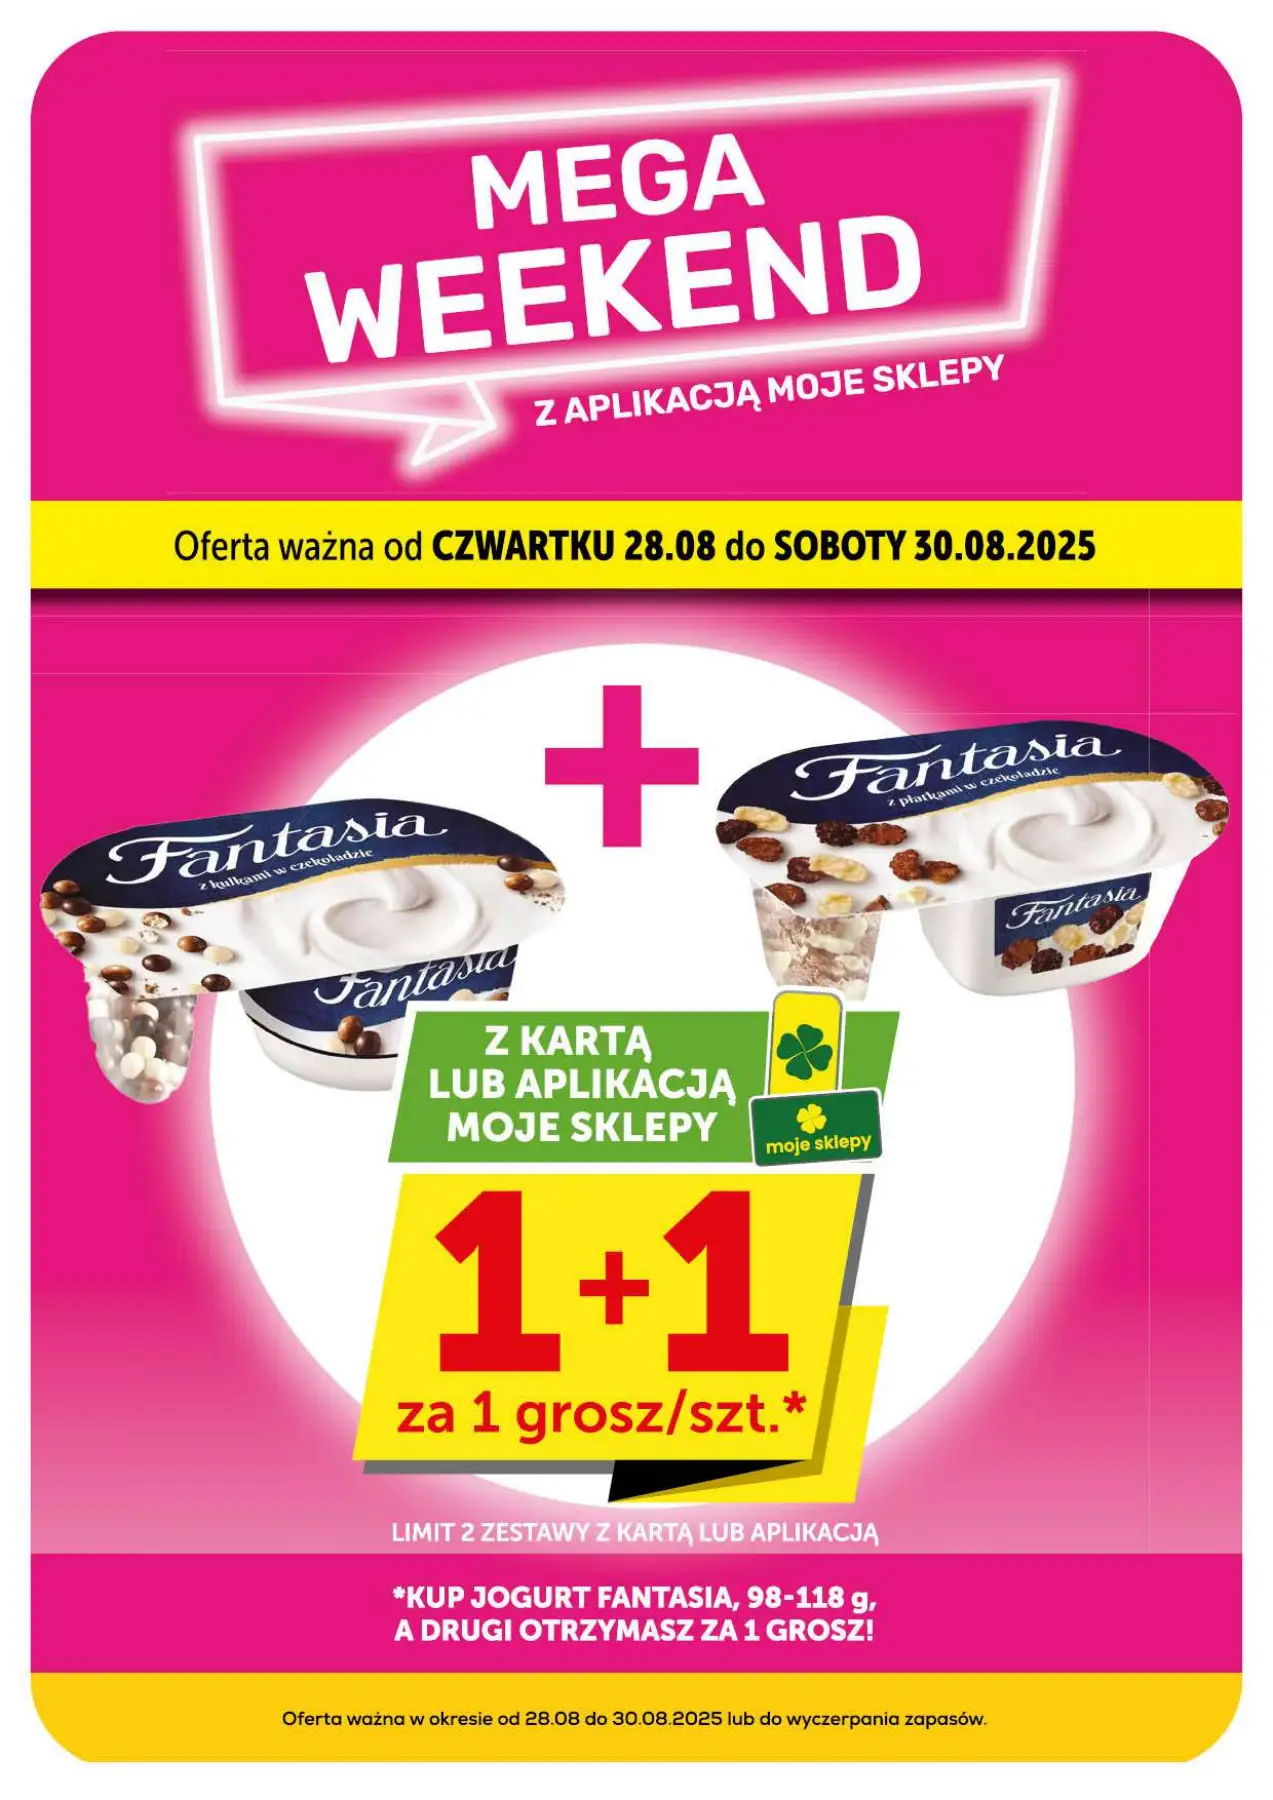 MEGA
WEEKEND
Z APLIKACJĄ MOJE SKLEPY
Oferta ważna od CZWARTKU 28.08 do SOBOTY 30.08.2025
+
Fantasia
z płatkami w czekoladzie
Fantasia
Fantasia
z kulkami w czekoladzie
Fantasia
Z KARTĄ
LUB APLIKACJĄ
MOJE SKLEPY
moje sklepy
1+1
za 1 grosz/szt.*
LIMIT 2 ZESTAWY Z KARTĄ LUB APLIKACJĄ
*KUP JOGURT FANTASIA, 98-118 g,
A DRUGI OTRZYMASZ ZA 1 GROSZ!
Oferta ważna w okresie od 28.08 do 30.08.2025 lub do wyczerpania zapasów.